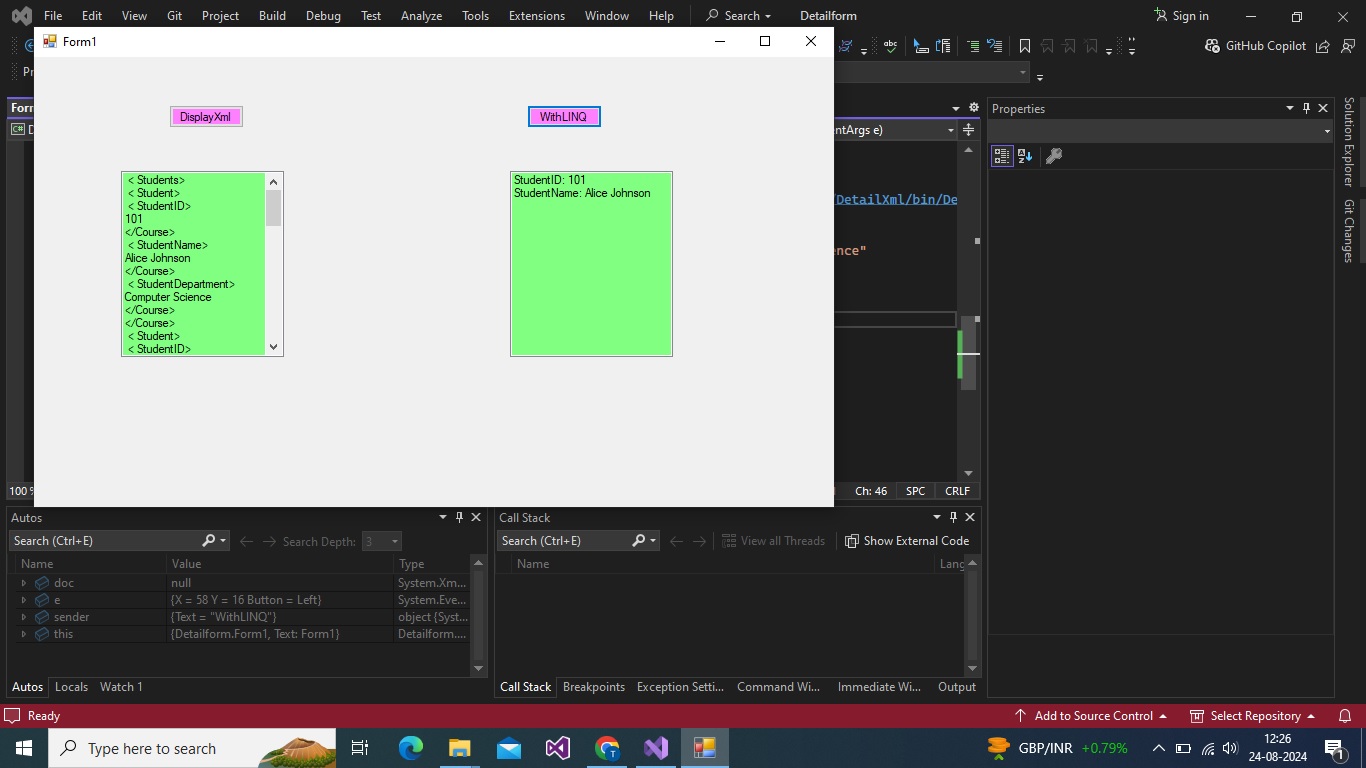 File Edit View Git Project Build Debug Test Analyze Tools Extensions Window Help Search Detailform Sign in
Form1
abc
GitHub Copilot
Pr
Form
entArgs e)
DisplayXml
WithLINQ
< Students>
< Student>
< StudentID>
101
</Course>
< StudentName>
Alice Johnson
</Course>
< StudentDepartment>
Computer Science
</Course>
</Course>
< Student>
< StudentID>
StudentID: 101
StudentName: Alice Johnson
/DetailXml/bin/De
ence"
100 %
Ch: 46 SPC CRLF
Properties
Solution Explorer
Git Changes
Autos
Search (Ctrl+E) Search Depth: 3
Name Value Type
doc null System.Xm...
e {X = 58 Y = 16 Button = Left} System.Eve...
sender {Text = "WithLINQ"} object {Syst...
this {Detailform.Form1, Text: Form1} Detailform....
Autos Locals Watch 1
Call Stack
Search (Ctrl+E) View all Threads Show External Code
Name Lang
Call Stack Breakpoints Exception Setti... Command Wi... Immediate Wi... Output
Ready Add to Source Control Select Repository
Type here to search
GBP/INR +0.79%
12:26
24-08-2024
1